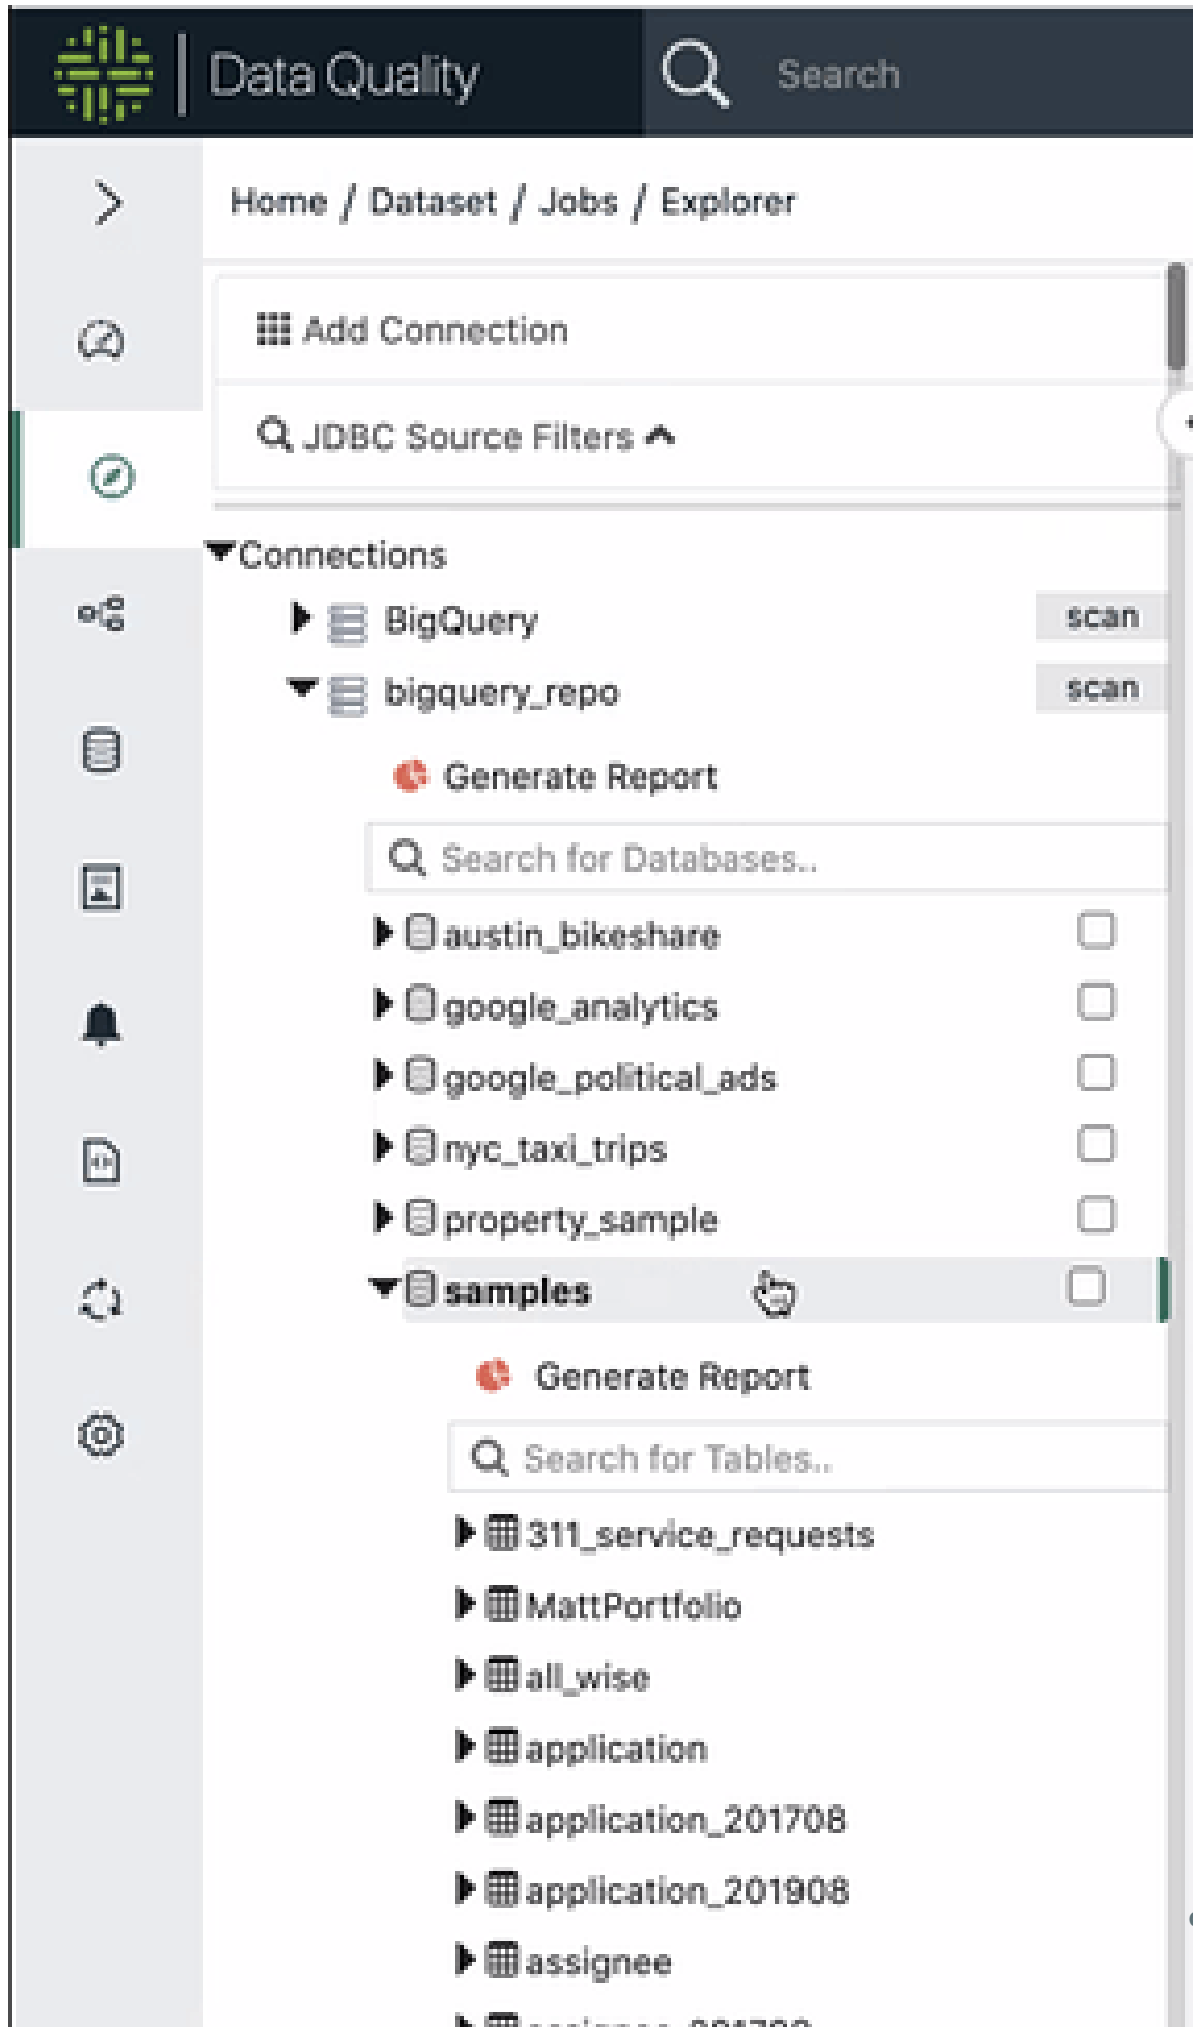 Data Quality Search
Home / Dataset / Jobs / Explorer
Add Connection
JDBC Source Filters
Connections
BigQuery scan
bigquery_repo scan
Generate Report
Search for Databases..
austin_bikeshare
google_analytics
google_political_ads
nyc_taxi_trips
property_sample
samples
Generate Report
Search for Tables..
311_service_requests
MattPortfolio
all_wise
application
application_201708
application_201908
assignee